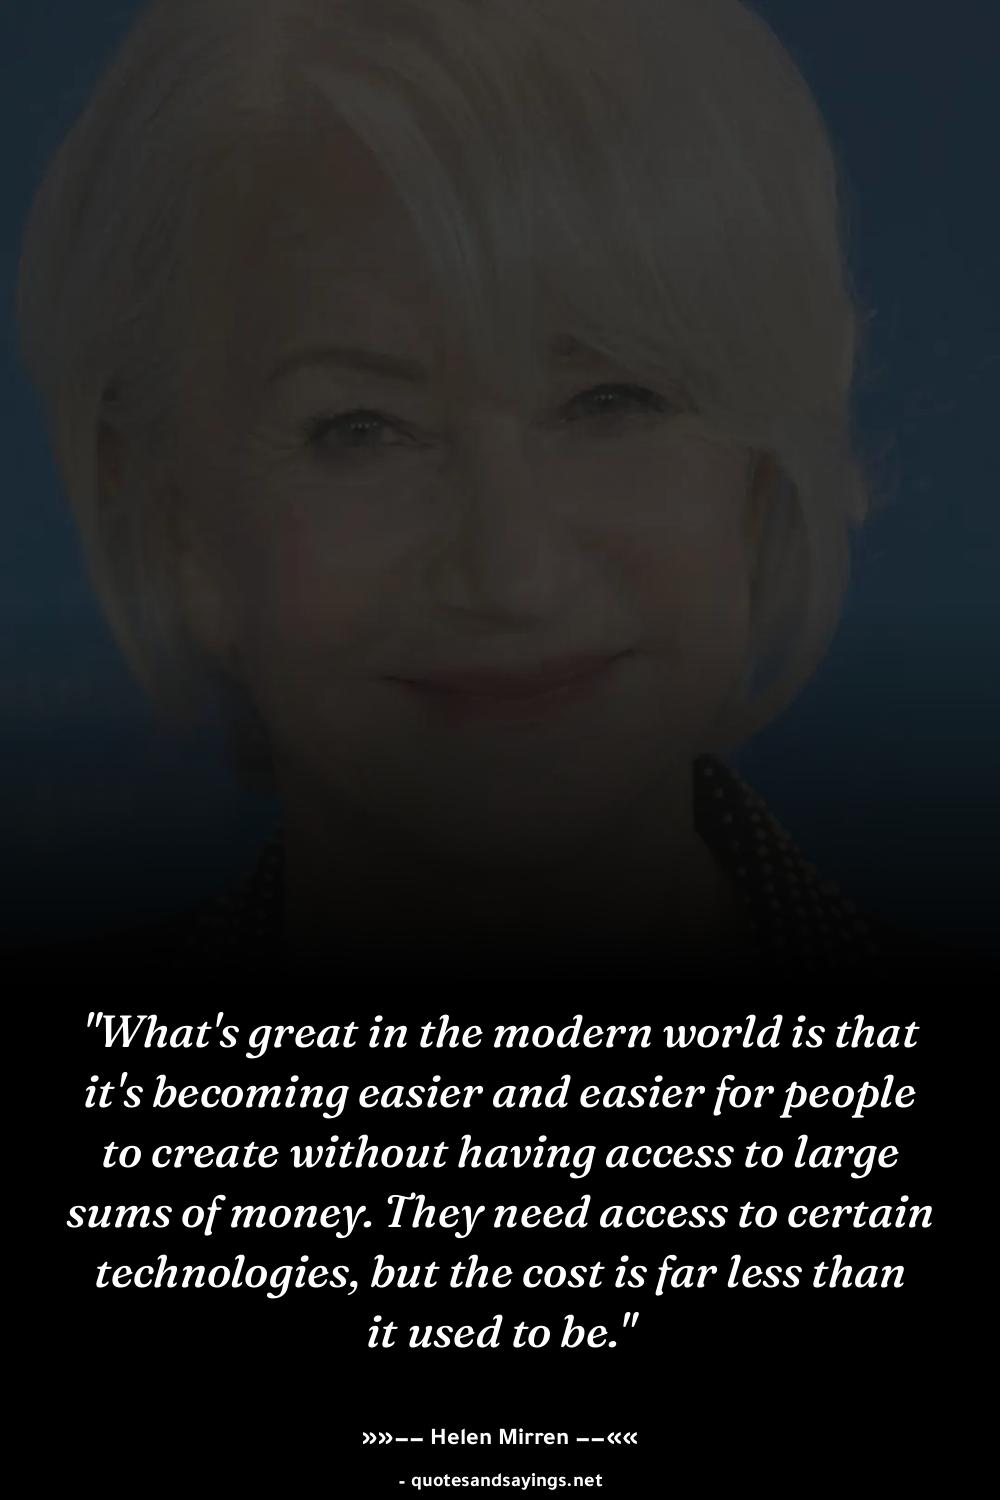 "What's great in the modern world is that
it's becoming easier and easier for people
to create without having access to large
sums of money. They need access to certain
technologies, but the cost is far less than
it used to be."
»»–– Helen Mirren ––««
- quotesandsayings.net